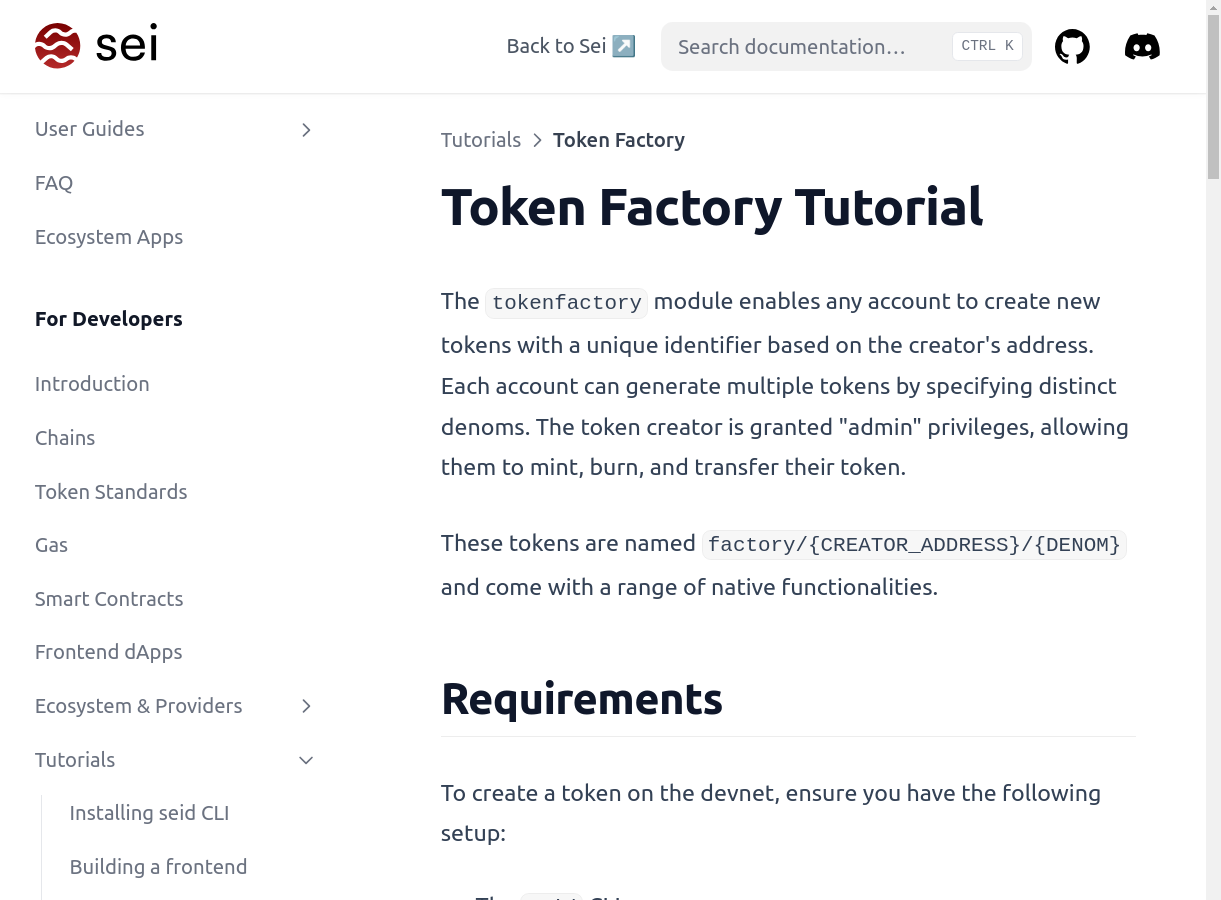 sei
Back to Sei ↗
Search documentation…
CTRL K
User Guides
FAQ
Ecosystem Apps
For Developers
Introduction
Chains
Token Standards
Gas
Smart Contracts
Frontend dApps
Ecosystem & Providers
Tutorials
Installing seid CLI
Building a frontend
Tutorials > Token Factory
Token Factory Tutorial
The tokenfactory module enables any account to create new
tokens with a unique identifier based on the creator's address.
Each account can generate multiple tokens by specifying distinct
denoms. The token creator is granted "admin" privileges, allowing
them to mint, burn, and transfer their token.
These tokens are named factory/{CREATOR_ADDRESS}/{DENOM}
and come with a range of native functionalities.
Requirements
To create a token on the devnet, ensure you have the following
setup: